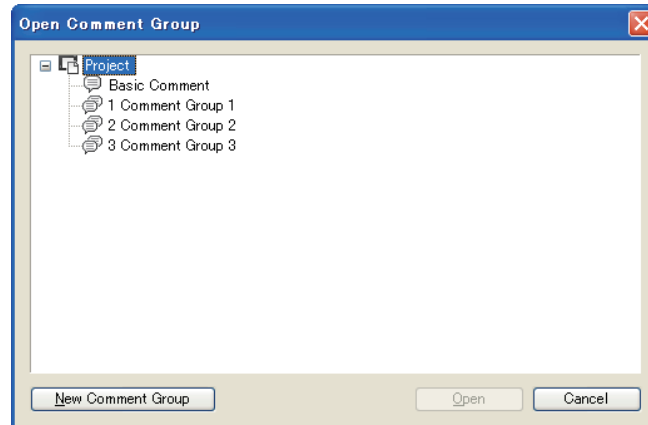 Open Comment Group
Project
Basic Comment
1 Comment Group 1
2 Comment Group 2
3 Comment Group 3
New Comment Group
Open
Cancel